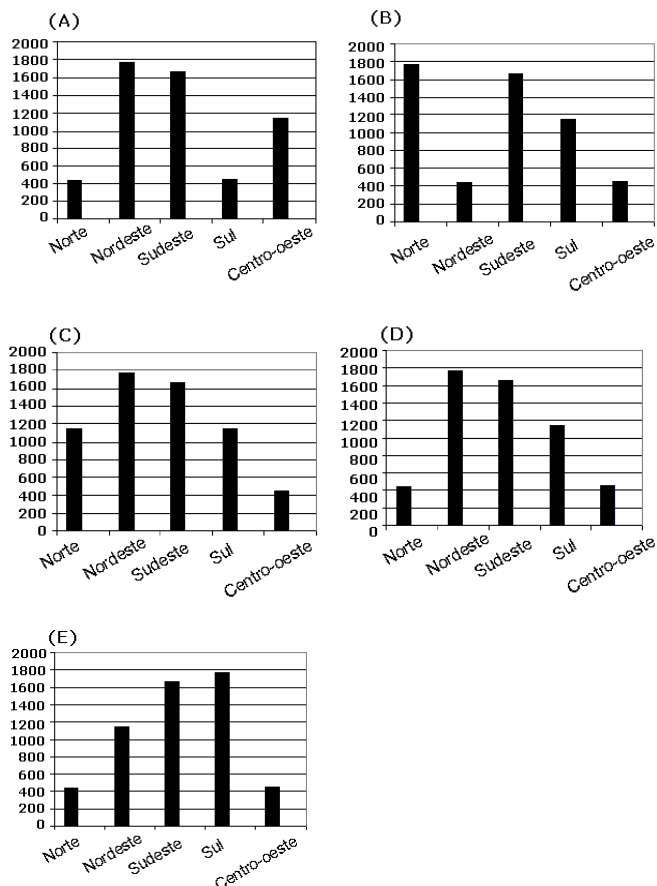 (A)
2000
1800
1600
1400
1200
1000
800
600
400
200
0
Norte
Nordeste
Sudeste
Sul
Centro-oeste
(B)
2000
1800
1600
1400
1200
1000
800
600
400
200
0
Norte
Nordeste
Sudeste
Sul
Centro-oeste
(C)
2000
1800
1600
1400
1200
1000
800
600
400
200
0
Norte
Nordeste
Sudeste
Sul
Centro-oeste
(D)
2000
1800
1600
1400
1200
1000
800
600
400
200
0
Norte
Nordeste
Sudeste
Sul
Centro-oeste
(E)
2000
1800
1600
1400
1200
1000
800
600
400
200
0
Norte
Nordeste
Sudeste
Sul
Centro-oeste